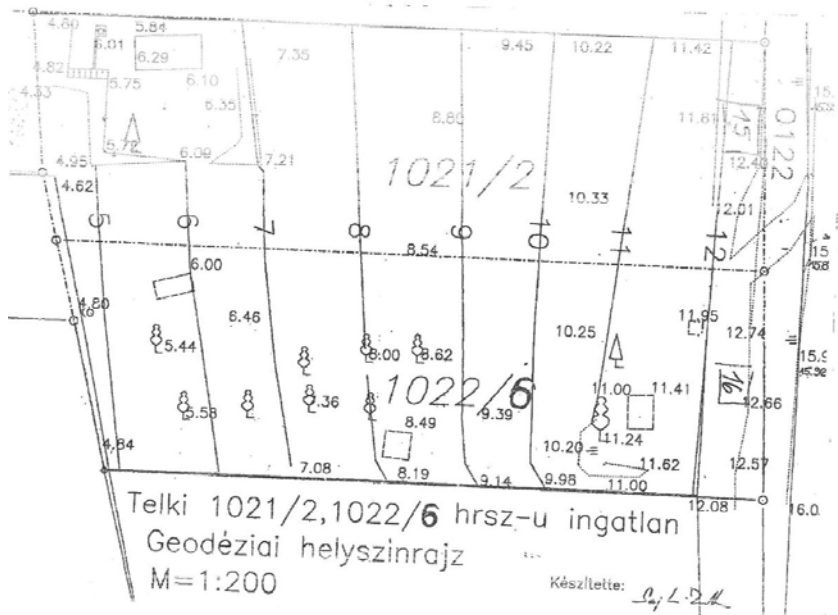 4.80 5.84 9.45 10.22 11.42
6.01 6.29 7.35
4.82 5.75 6.10
4.33 6.35 8.80 11.81 15 0122
5.72
4.95 6.09 7.21 12.40
4.62 1021/2 10.33 12.01
5 6 7 8 9 10 11 12
8.54
6.00
4.80
6.46 10.25 11.95 12.74
5.44 8.00 8.62 15.92
1022/6 11.00 11.41 16 12.66
5.58 7.36 8.49 9.39 11.24
4.84 10.20 11.62 12.57
7.08 8.19 9.14 9.98 11.00 12.08 16.0
Telki 1021/2,1022/6 hrsz-u ingatlan
Geodéziai helyszinrajz
M=1:200
Készítette: